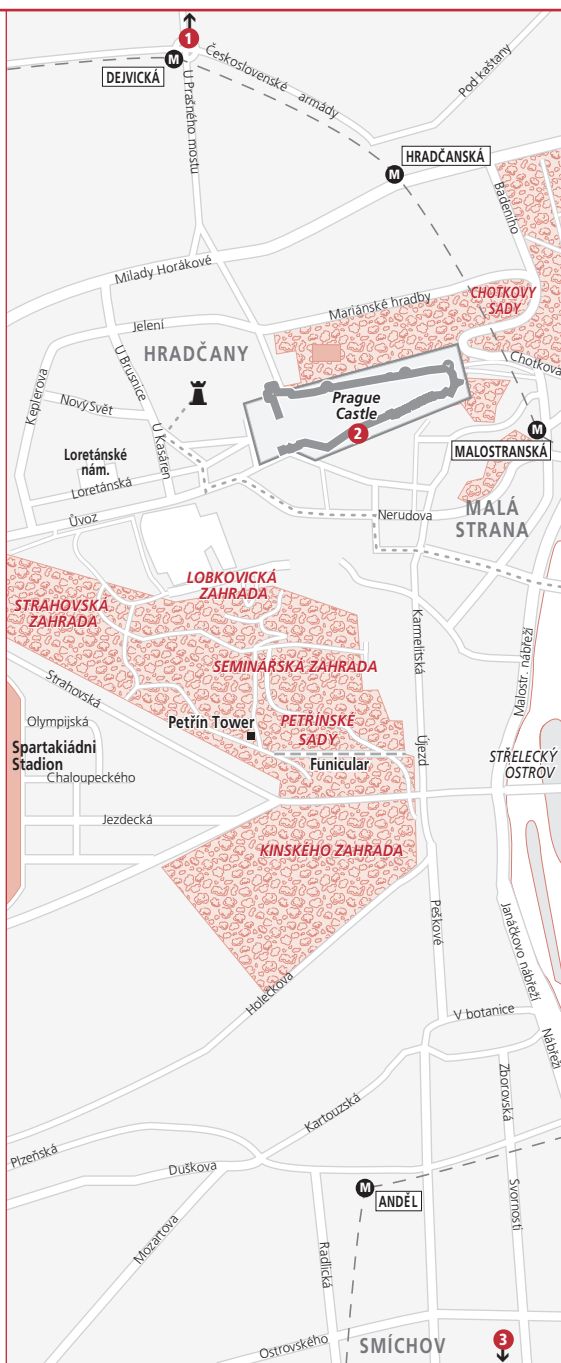 1
M
DEJVICKÁ
Československé armády
Pod kaštany
U Prašného mostu
HRADČANSKÁ
M
Badeniho
Milady Horákové
CHOTKOVY
SADY
Mariánské hradby
Jelení
HRADČANY
U Brusnice
Chotkova
Keplerova
Nový Svět
Prague
Castle
2
M
MALOSTRANSKÁ
U Kasáren
Loretánské
nám.
Loretánská
Nerudova
MALÁ
STRANA
Úvoz
LOBKOVICKÁ
ZAHRADA
STRAHOVSKÁ
ZAHRADA
Karmelitská
SEMINÁŘSKÁ ZAHRADA
Malostr. nábřeží
Strahovská
Olympijská
Petřín Tower
PETŘÍNSKÉ
SADY
Újezd
Spartakiádni
Stadion
Funicular
STŘELECKÝ
OSTROV
Chaloupeckého
Jezdecká
KINSKÉHO ZAHRADA
Peškové
Janáčkovo nábřeží
Holečkova
V botanice
Nábřeží
Zborovská
Kartouzská
Plzeňská
Duškova
M
ANDĚL
Svornosti
Mozartova
Radlická
Ostrovského
SMÍCHOV
3